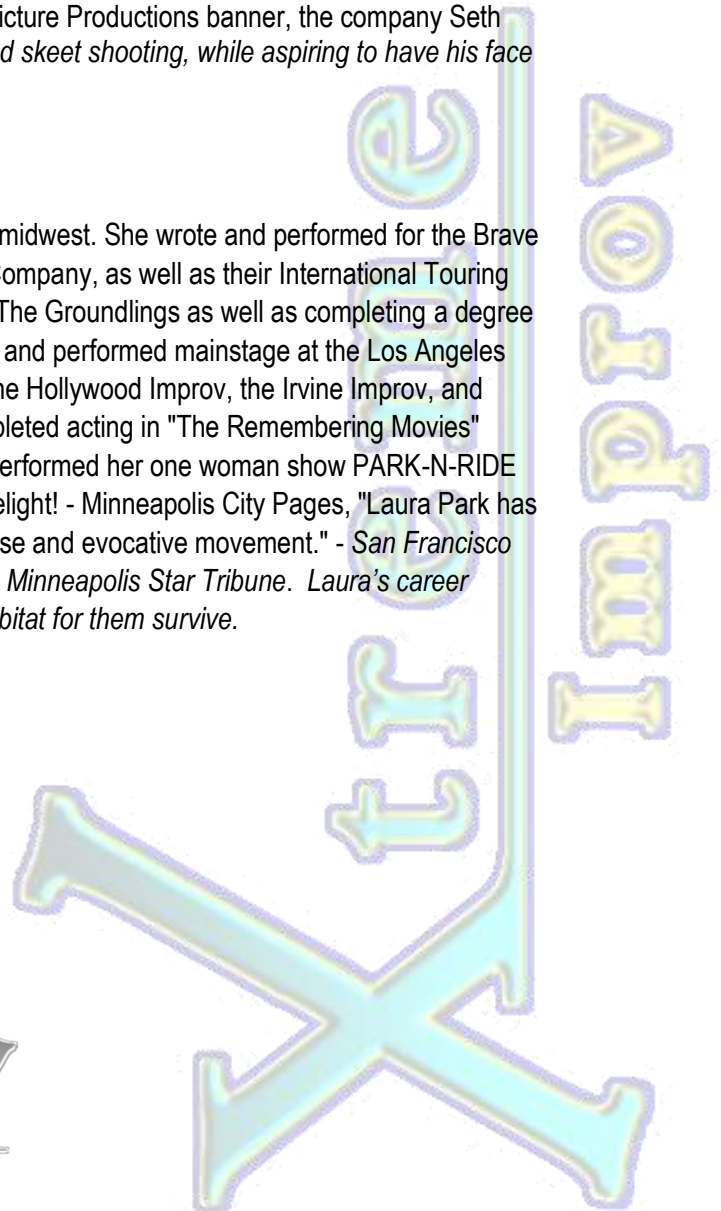 icture Productions banner, the company Seth
d skeet shooting, while aspiring to have his face
midwest. She wrote and performed for the Brave
Company, as well as their International Touring
The Groundlings as well as completing a degree
and performed mainstage at the Los Angeles
he Hollywood Improv, the Irvine Improv, and
pleted acting in "The Remembering Movies"
performed her one woman show PARK-N-RIDE
elight! - Minneapolis City Pages, "Laura Park has
se and evocative movement." - San Francisco
Minneapolis Star Tribune. Laura’s career
bitat for them survive.
Xtreme
Improv